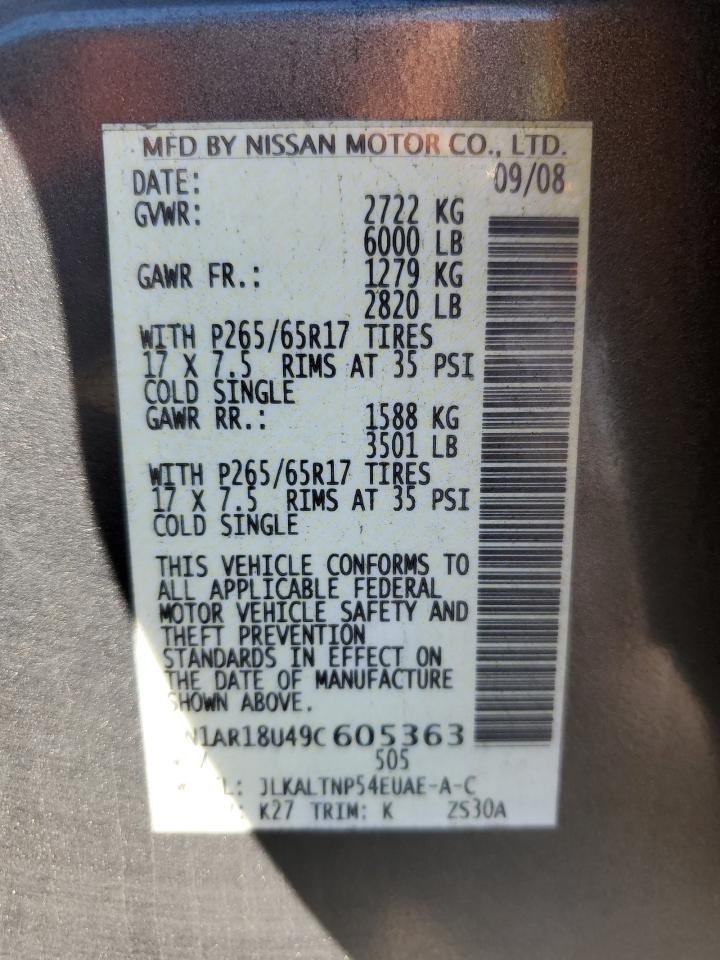 MFD BY NISSAN MOTOR CO., LTD.
DATE: 09/08
GVWR: 2722 KG
6000 LB
GAWR FR.: 1279 KG
2820 LB
WITH P265/65R17 TIRES
17 X 7.5 RIMS AT 35 PSI
COLD SINGLE
GAWR RR.: 1588 KG
3501 LB
WITH P265/65R17 TIRES
17 X 7.5 RIMS AT 35 PSI
COLD SINGLE
THIS VEHICLE CONFORMS TO
ALL APPLICABLE FEDERAL
MOTOR VEHICLE SAFETY AND
THEFT PREVENTION
STANDARDS IN EFFECT ON
THE DATE OF MANUFACTURE
SHOWN ABOVE.
N1AR18U49C 605363
/ 505
L: JLKALTNP54EUAE-A-C
: K27 TRIM: K ZS30A